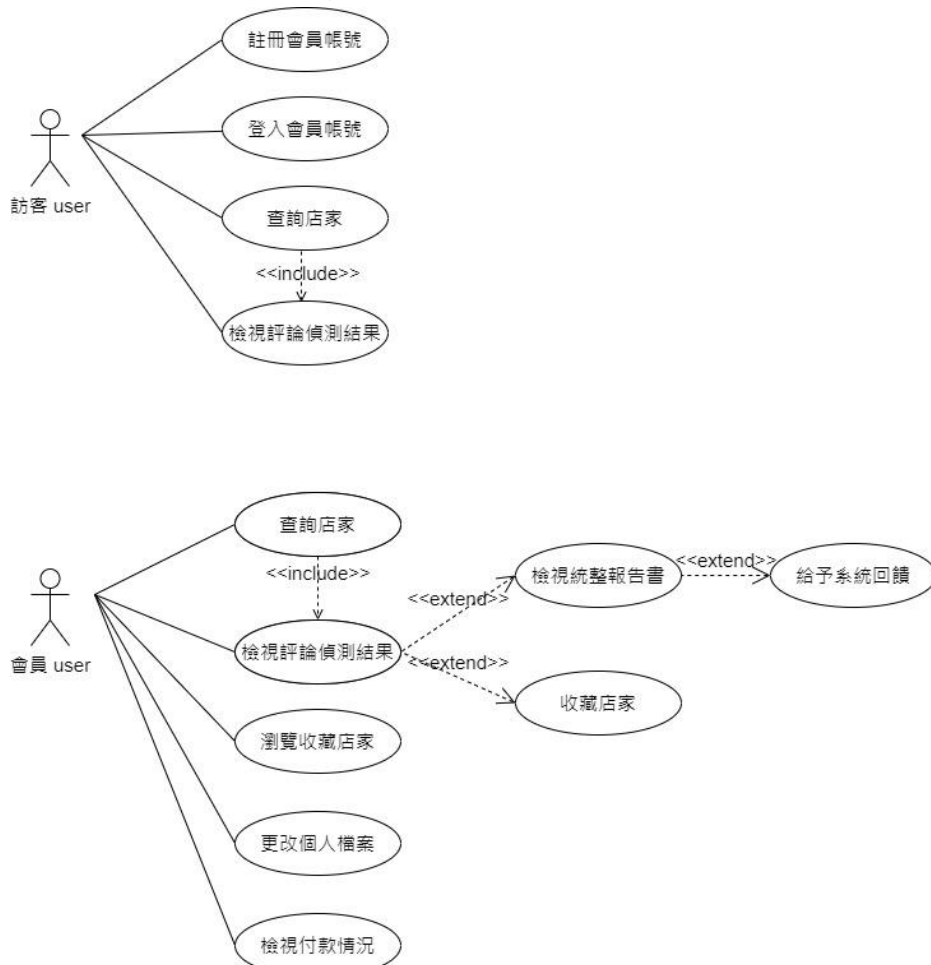 註冊會員帳號
登入會員帳號
訪客 user
查詢店家
<<include>>
檢視評論偵測結果
查詢店家
<<include>>
檢視統整報告書
<<extend>>
給予系統回饋
<<extend>>
會員 user
檢視評論偵測結果
<<extend>>
收藏店家
瀏覽收藏店家
更改個人檔案
檢視付款情況